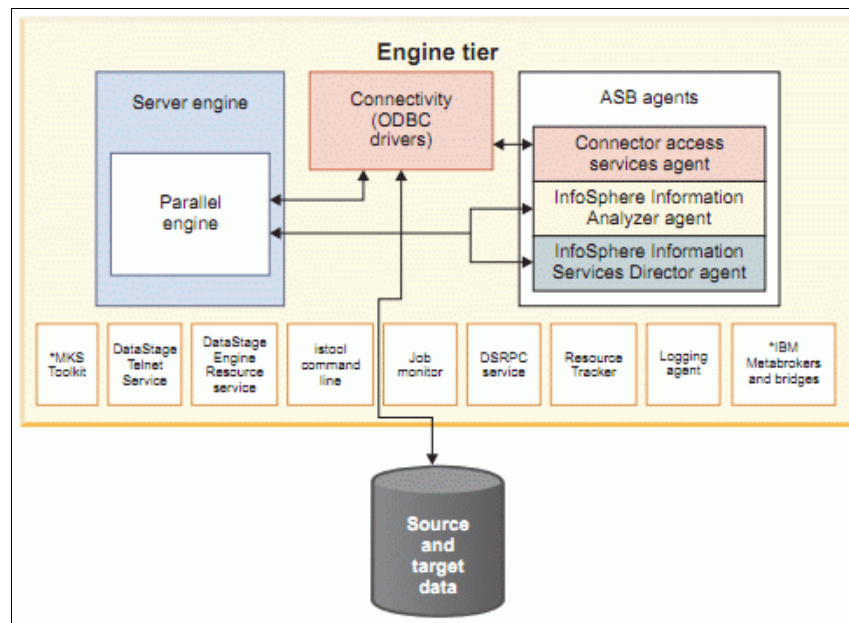 Engine tier
Server engine
Parallel
engine
Connectivity
(ODBC
drivers)
ASB agents
Connector access
services agent
InfoSphere Information
Analyzer agent
InfoSphere Information
Services Director agent
*MKS
Toolkit
DataStage
Telnet
Service
DataStage
Engine
Resource
service
istool
command
line
Job
monitor
DSRPC
service
Resource
Tracker
Logging
agent
*IBM
Metabrokers
and bridges
Source
and
target
data